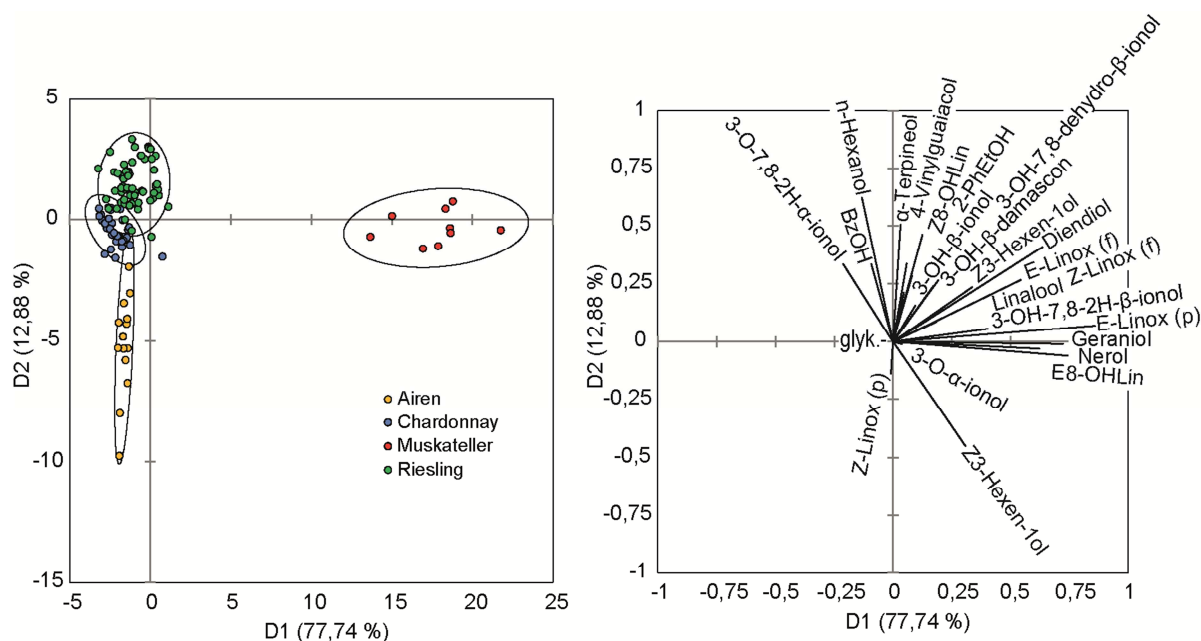 5
0
-5
-10
-15
-5
0
5
10
15
20
25
D2 (12,88 %)
D1 (77,74 %)
Airen
Chardonnay
Muskateller
Riesling
1
0,75
0,5
0,25
0
-0,25
-0,5
-0,75
-1
-1
-0,75
-0,5
-0,25
0
0,25
0,5
0,75
1
D2 (12,88 %)
D1 (77,74 %)
3-O-7,8-2H-α-ionol
n-Hexanol
BzOH
α-Terpineol
4-Vinylguaiacol
Z8-OHLin
2-PhEtOH
3-OH-β-ionol
3-OH-7,8-dehydro-β-ionol
3-OH-β-damascon
Z3-Hexen-1ol
Diendiol
E-Linox (f)
Linalool Z-Linox (f)
3-OH-7,8-2H-β-ionol
E-Linox (p)
glyk.
Geraniol
Nerol
E8-OHLin
3-O-α-ionol
Z-Linox (p)
Z3-Hexen-1ol